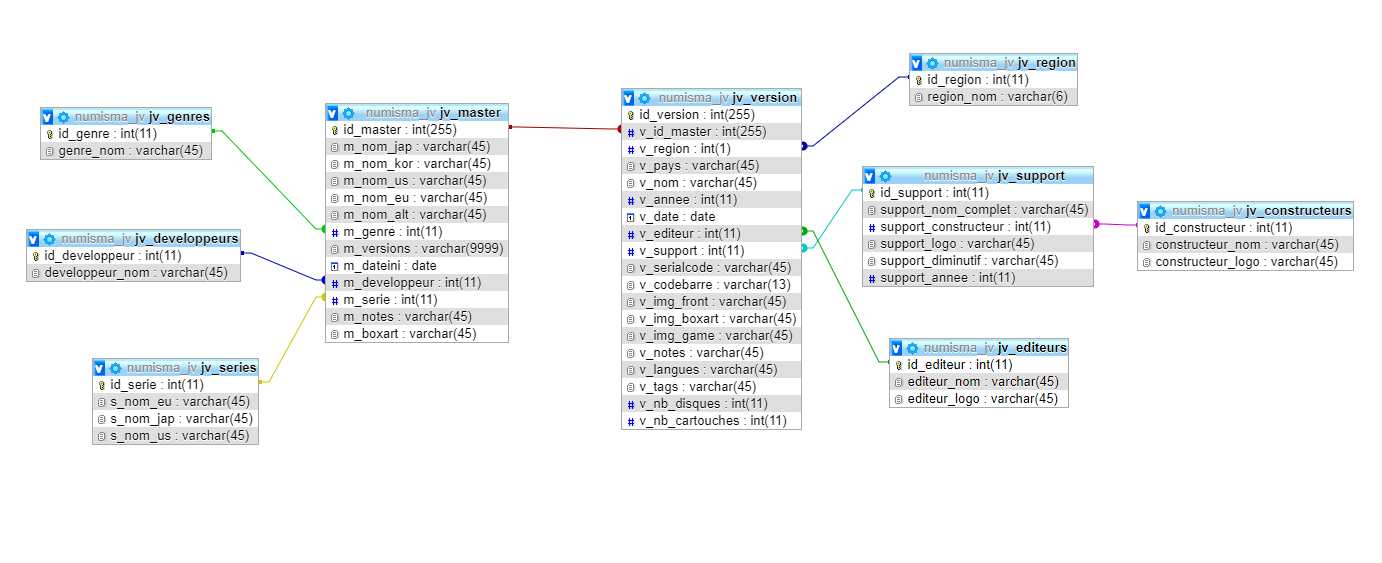 numisma_jv jv_genres
id_genre : int(11)
genre_nom : varchar(45)
numisma_jv jv_developpeurs
id_developpeur : int(11)
developpeur_nom : varchar(45)
numisma_jv jv_series
id_serie : int(11)
s_nom_eu : varchar(45)
s_nom_jap : varchar(45)
s_nom_us : varchar(45)
numisma_jv jv_master
id_master : int(255)
m_nom_jap : varchar(45)
m_nom_kor : varchar(45)
m_nom_us : varchar(45)
m_nom_eu : varchar(45)
m_nom_alt : varchar(45)
m_genre : int(11)
m_versions : varchar(9999)
m_dateini : date
m_developpeur : int(11)
m_serie : int(11)
m_notes : varchar(45)
m_boxart : varchar(45)
numisma_jv jv_version
id_version : int(255)
v_id_master : int(255)
v_region : int(1)
v_pays : varchar(45)
v_nom : varchar(45)
v_annee : int(11)
v_date : date
v_editeur : int(11)
v_support : int(11)
v_serialcode : varchar(45)
v_codebarre : varchar(13)
v_img_front : varchar(45)
v_img_boxart : varchar(45)
v_img_game : varchar(45)
v_notes : varchar(45)
v_langues : varchar(45)
v_tags : varchar(45)
v_nb_disques : int(11)
v_nb_cartouches : int(11)
numisma_jv jv_region
id_region : int(11)
region_nom : varchar(6)
numisma_jv jv_support
id_support : int(11)
support_nom_complet : varchar(45)
support_constructeur : int(11)
support_logo : varchar(45)
support_diminutif : varchar(45)
support_annee : int(11)
numisma_jv jv_editeurs
id_editeur : int(11)
editeur_nom : varchar(45)
editeur_logo : varchar(45)
numisma_jv jv_constructeurs
id_constructeur : int(11)
constructeur_nom : varchar(45)
constructeur_logo : varchar(45)